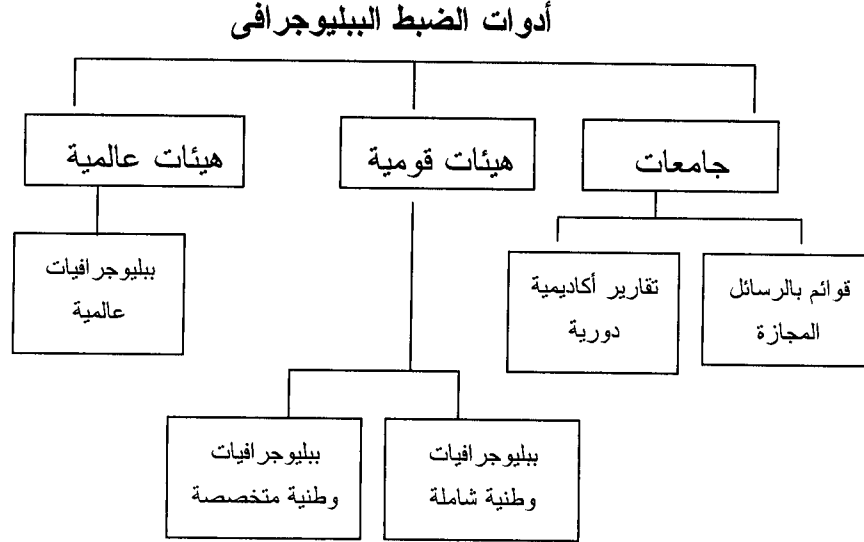 أدوات الضبط الببليوجرافى
جامعات
هيئات قومية
هيئات عالمية
قوائم بالرسائل
المجازة
تقارير أكاديمية
دورية
ببليوجرافيات
عالمية
ببليوجرافيات
وطنية شاملة
ببليوجرافيات
وطنية متخصصة